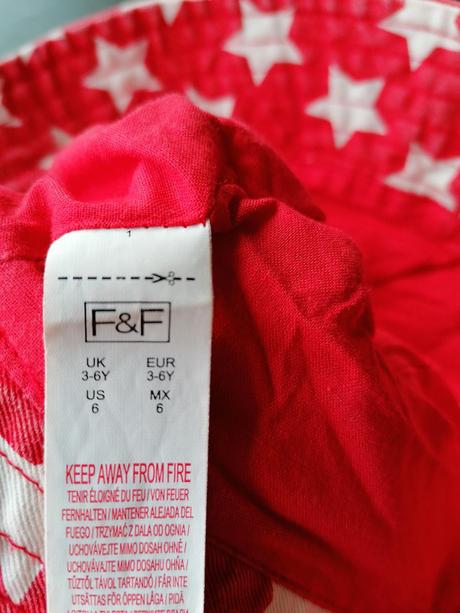 1
F&F
UK EUR
3-6Y 3-6Y
US MX
6 6
KEEP AWAY FROM FIRE
TENIR ÉLOIGNÉ DU FEU / VON FEUER
FERNHALTEN / MANTENER ALEJADA DEL
FUEGO / TRZYMAĆ Z DALA OD OGNIA /
UCHOVÁVEJTE MIMO DOSAH OHNĚ /
UCHOVÁVAJTE MIMO DOSAHU OHŇA /
TŰZTŐL TÁVOL TARTANDÓ / FÅR INTE
UTSÄTTAS FÖR ÖPPEN LÅGA / PIDÄ